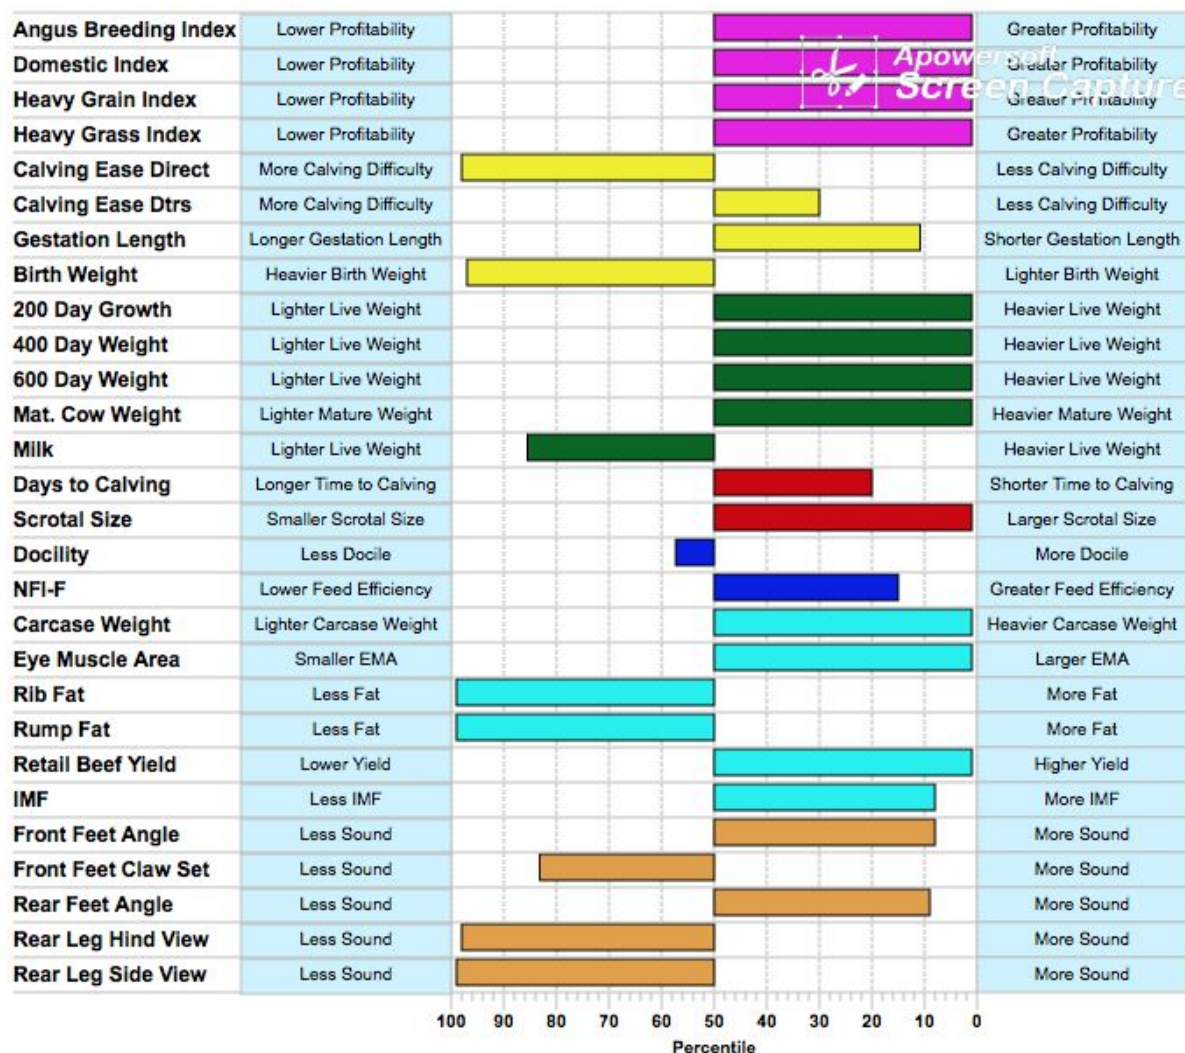 Angus Breeding Index Lower Profitability Greater Profitability
Domestic Index Lower Profitability Greater Profitability
Heavy Grain Index Lower Profitability Greater Profitability
Heavy Grass Index Lower Profitability Greater Profitability
Calving Ease Direct More Calving Difficulty Less Calving Difficulty
Calving Ease Dtrs More Calving Difficulty Less Calving Difficulty
Gestation Length Longer Gestation Length Shorter Gestation Length
Birth Weight Heavier Birth Weight Lighter Birth Weight
200 Day Growth Lighter Live Weight Heavier Live Weight
400 Day Weight Lighter Live Weight Heavier Live Weight
600 Day Weight Lighter Live Weight Heavier Live Weight
Mat. Cow Weight Lighter Mature Weight Heavier Mature Weight
Milk Lighter Live Weight Heavier Live Weight
Days to Calving Longer Time to Calving Shorter Time to Calving
Scrotal Size Smaller Scrotal Size Larger Scrotal Size
Docility Less Docile More Docile
NFI-F Lower Feed Efficiency Greater Feed Efficiency
Carcase Weight Lighter Carcase Weight Heavier Carcase Weight
Eye Muscle Area Smaller EMA Larger EMA
Rib Fat Less Fat More Fat
Rump Fat Less Fat More Fat
Retail Beef Yield Lower Yield Higher Yield
IMF Less IMF More IMF
Front Feet Angle Less Sound More Sound
Front Feet Claw Set Less Sound More Sound
Rear Feet Angle Less Sound More Sound
Rear Leg Hind View Less Sound More Sound
Rear Leg Side View Less Sound More Sound
100 90 80 70 60 50 40 30 20 10 0
Percentile
Apowersoft
Screen Capture